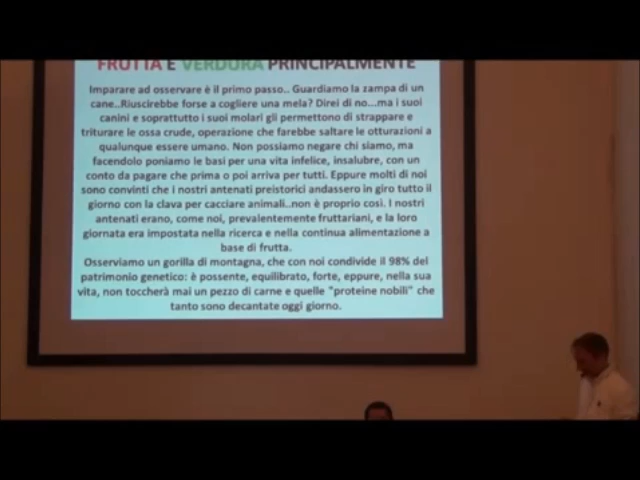 FRUTTA E VERDURA PRINCIPALMENTE
Imparare ad osservare è il primo passo.. Guardiamo la zampa di un
cane..Riuscirebbe forse a cogliere una mela? Direi di no...ma i suoi
canini e soprattutto i suoi molari gli permettono di strappare e
triturare le ossa crude, operazione che farebbe saltare le otturazioni a
qualunque essere umano. Non possiamo negare chi siamo, ma
facendolo poniamo le basi per una vita infelice, insalubre, con un
conto da pagare che prima o poi arriva per tutti. Eppure molti di noi
sono convinti che i nostri antenati preistorici andassero in giro tutto il
giorno con la clava per cacciare animali..non è proprio così. I nostri
antenati erano, come noi, prevalentemente fruttariani, e la loro
giornata era impostata nella ricerca e nella continua alimentazione a
base di frutta.
Osserviamo un gorilla di montagna, che con noi condivide il 98% del
patrimonio genetico: è possente, equilibrato, forte, eppure, nella sua
vita, non toccherà mai un pezzo di carne e quelle "proteine nobili" che
tanto sono decantate oggi giorno.